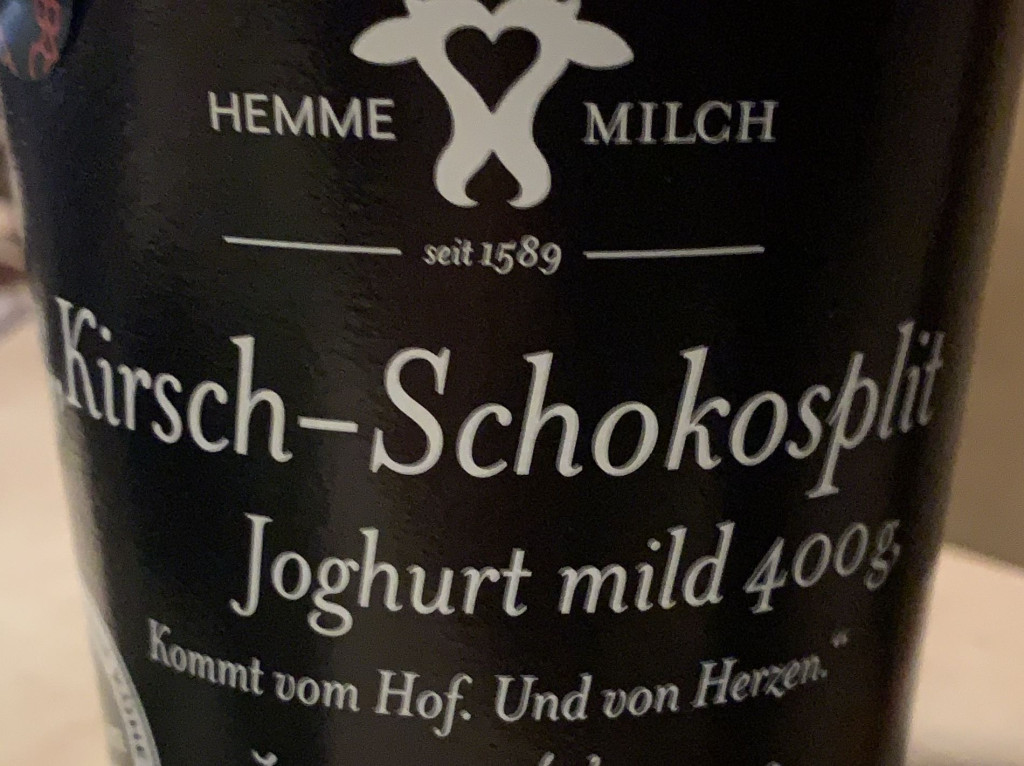 HEMME MILCH
seit 1589
Kirsch-Schokosplit
Joghurt mild 400g
Kommt vom Hof. Und von Herzen."